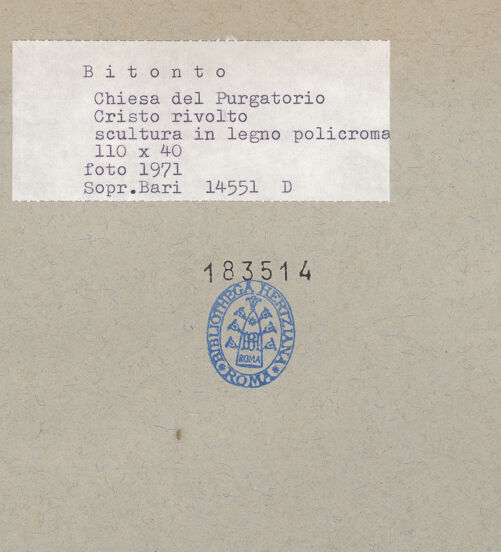 B i t o n t o
Chiesa del Purgatorio
Cristo rivolto
scultura in legno policroma
110 x 40
foto 1971
Sopr.Bari 14551 D
183514
BIBLIOTHECA HERTZIANA
ROMA
ROMA